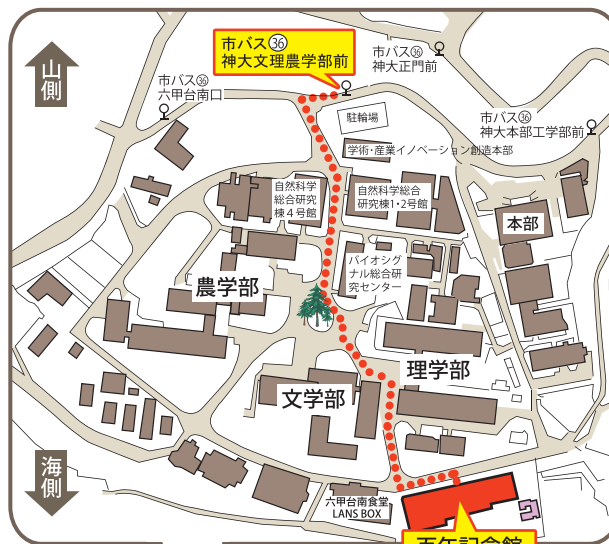 山側
市バス㊱
神大文理農学部前
市バス㊱
神大正門前
市バス㊱
六甲台南口
市バス㊱
神大本部工学部前
駐輪場
学術・産業イノベーション創造本部
自然科学
総合研究
棟４号館
自然科学総合
研究棟1・2号館
本部
農学部
バイオシグ
ナル総合研
究センター
理学部
文学部
海側
六甲台南食堂
LANS BOX
百年記念館